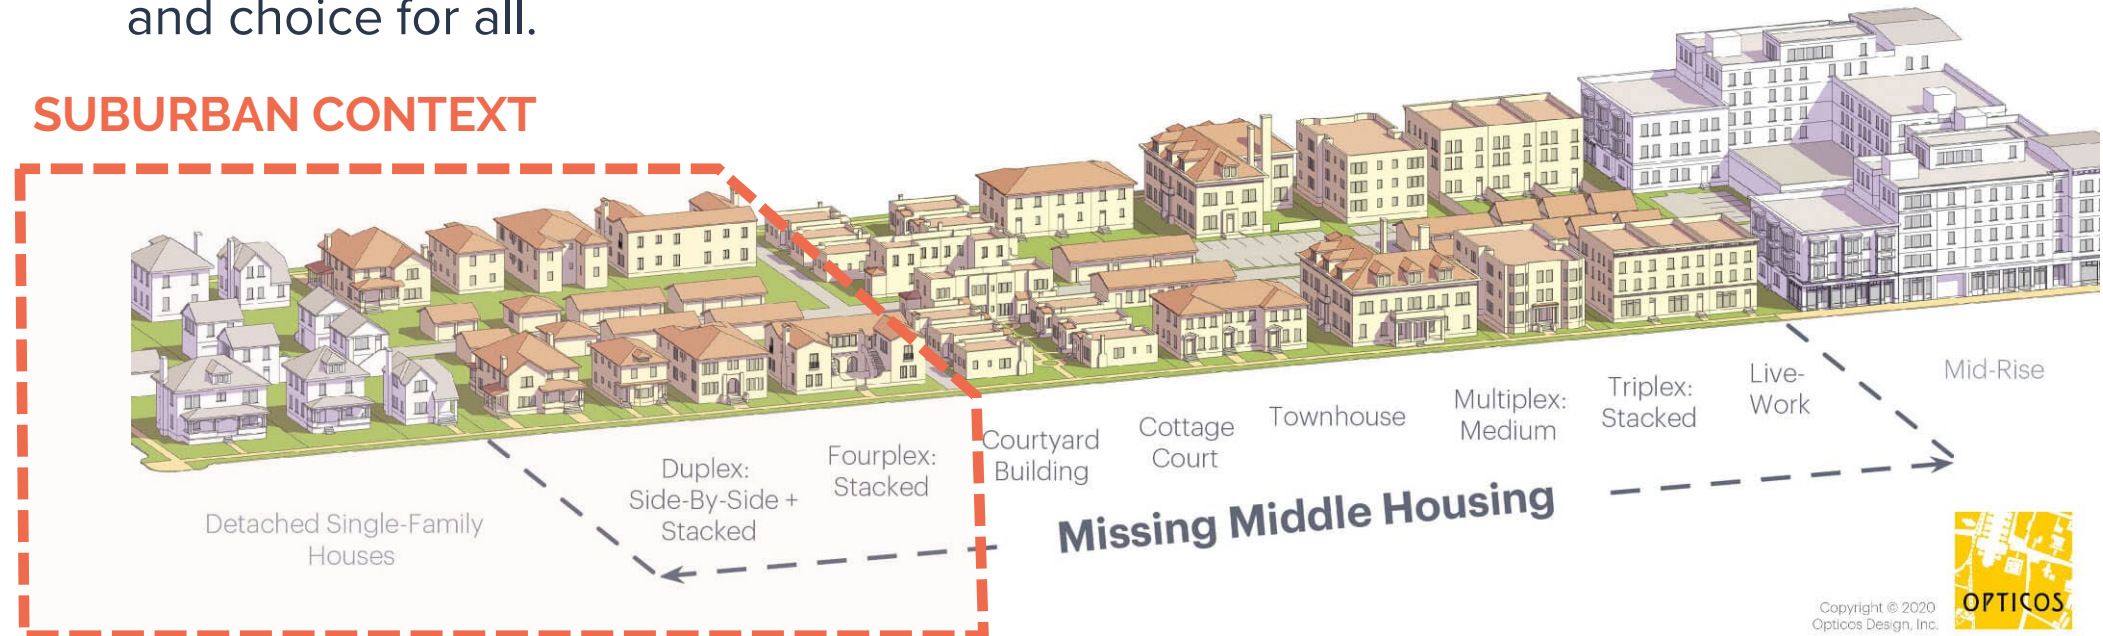 and choice for all.
SUBURBAN CONTEXT
Detached Single-Family
Houses
Duplex:
Side-By-Side +
Stacked
Fourplex:
Stacked
Courtyard
Building
Cottage
Court
Townhouse
Multiplex:
Medium
Triplex:
Stacked
Live-
Work
Mid-Rise
Missing Middle Housing
Copyright © 2020
Opticos Design, Inc.
OPTICOS